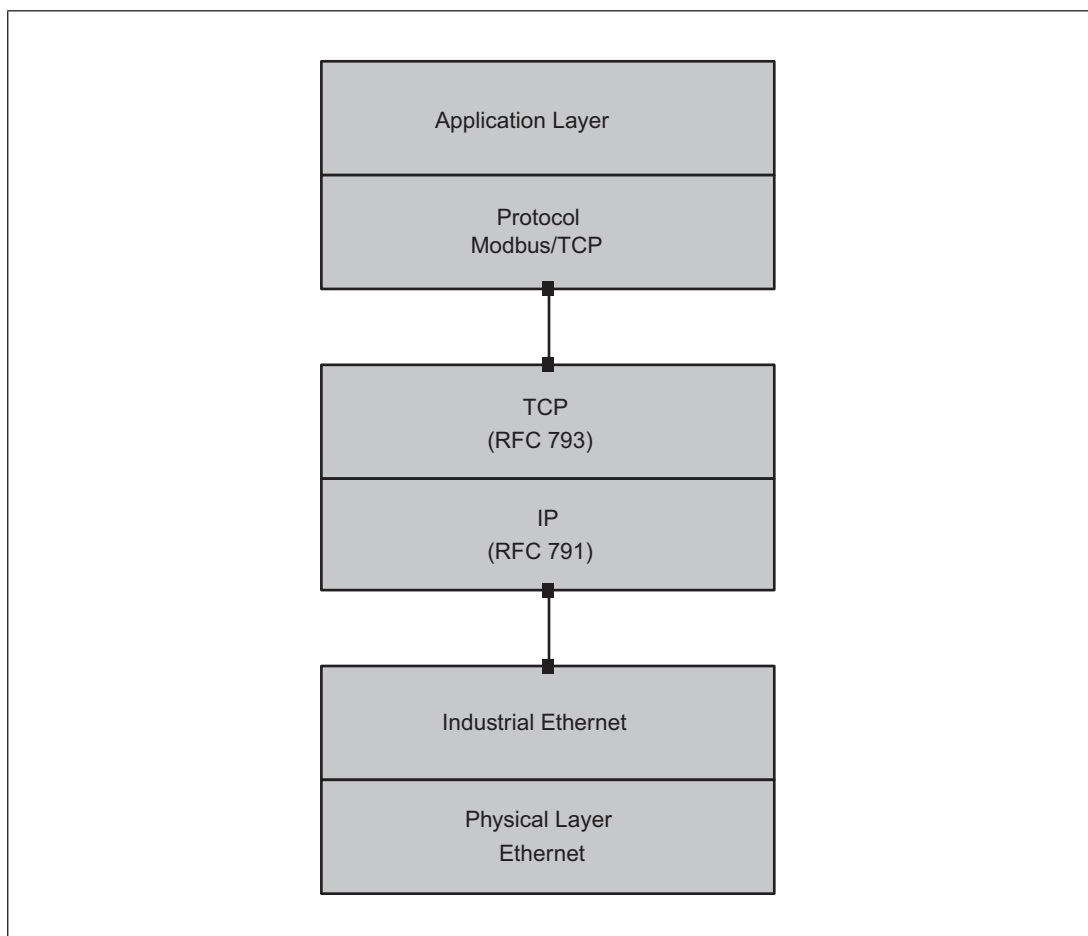 Application Layer
Protocol
Modbus/TCP
TCP
(RFC 793)
IP
(RFC 791)
Industrial Ethernet
Physical Layer
Ethernet